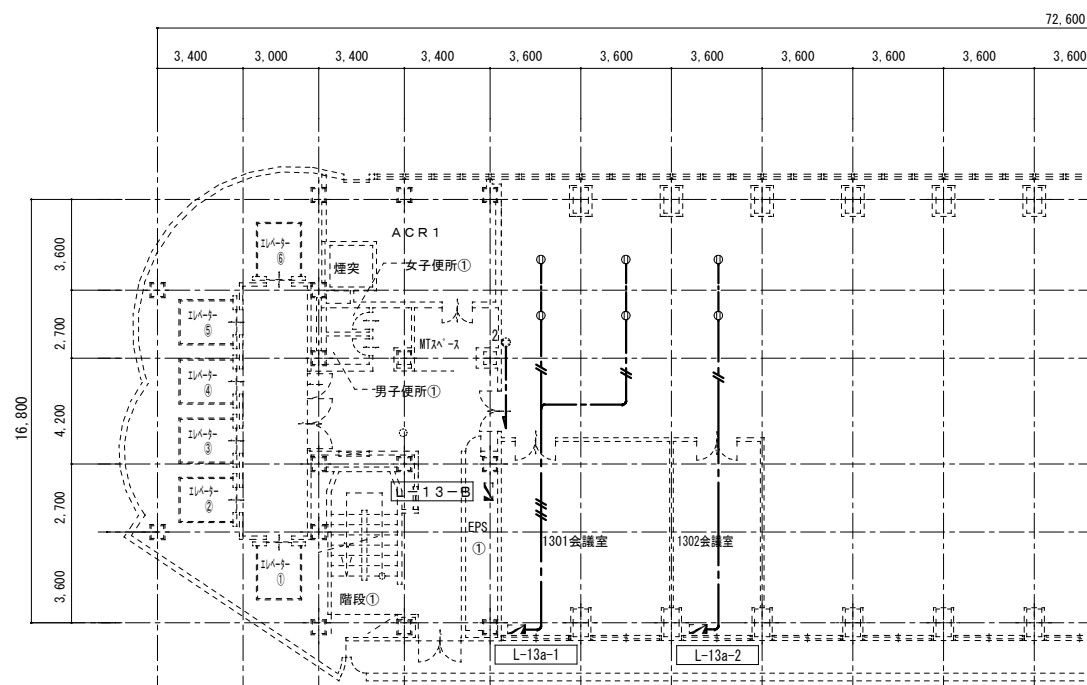 72,600
3,400 3,000 3,400 3,400 3,600 3,600 3,600 3,600 3,600 3,600 3,600
16,800
3,600
2,700
4,200
2,700
3,600
ACR1
エレベーター
⑥
煙突
女子便所①
エレベーター
⑤
MTスペース
2
エレベーター
④
男子便所①
エレベーター
③
エレベーター
②
L-13-B
EPS
①
1301会議室
1302会議室
エレベーター
①
階段①
L-13a-1
L-13a-2